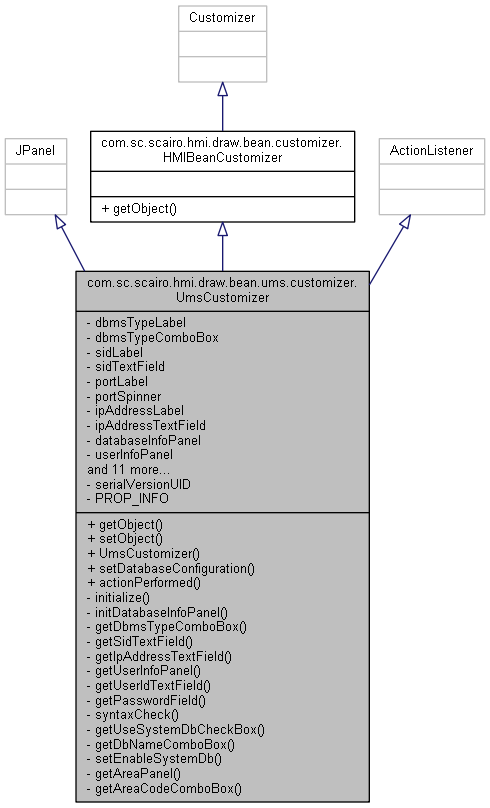 Customizer
com.sc.scairo.hmi.draw.bean.customizer.
HMIBeanCustomizer
+ getObject()
JPanel
ActionListener
com.sc.scairo.hmi.draw.bean.ums.customizer.
UmsCustomizer
- dbmsTypeLabel
- dbmsTypeComboBox
- sidLabel
- sidTextField
- portLabel
- portSpinner
- ipAddressLabel
- ipAddressTextField
- databaseInfoPanel
- userInfoPanel
and 11 more...
- serialVersionUID
- PROP_INFO
+ getObject()
+ setObject()
+ UmsCustomizer()
+ setDatabaseConfiguration()
+ actionPerformed()
- initialize()
- initDatabaseInfoPanel()
- getDbmsTypeComboBox()
- getSidTextField()
- getIpAddressTextField()
- getUserInfoPanel()
- getUserIdTextField()
- getPasswordField()
- syntaxCheck()
- getUseSystemDbCheckBox()
- getDbNameComboBox()
- setEnableSystemDb()
- getAreaPanel()
- getAreaCodeComboBox()